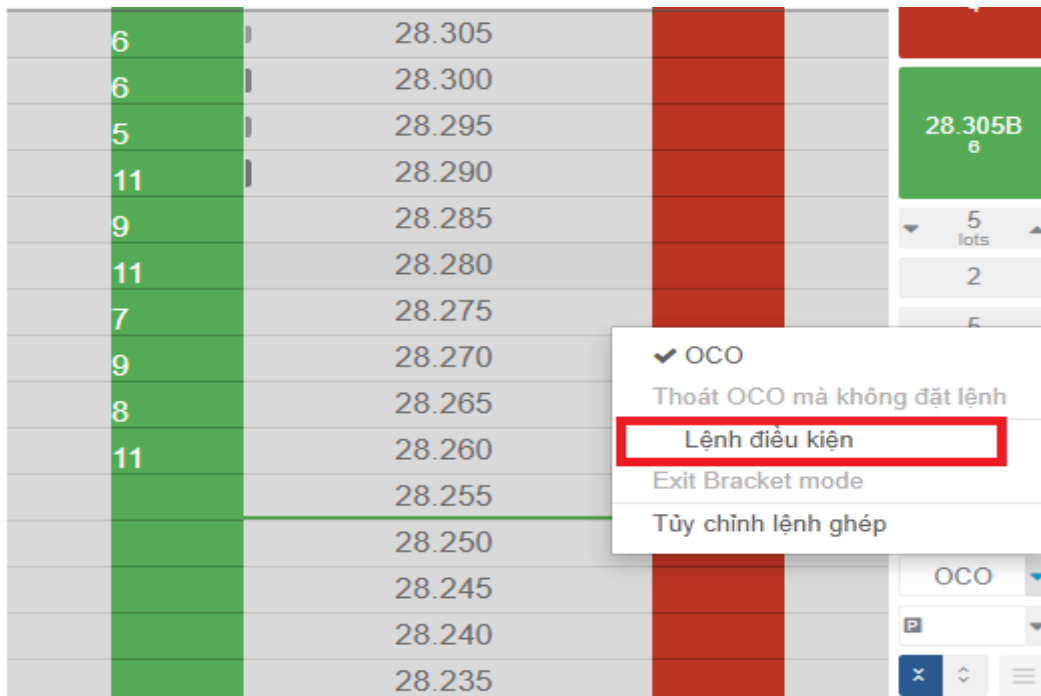 6 28.305
6 28.300
28.305B
6
5 28.295
11 28.290
9 28.285
5
lots
11 28.280
2
7 28.275
5
9 28.270
OCO
8 28.265
Thoát OCO mà không đặt lệnh
11 28.260
Lệnh điều kiện
28.255
Exit Bracket mode
Tùy chỉnh lệnh ghép
28.250
28.245
OCO
28.240
P
28.235